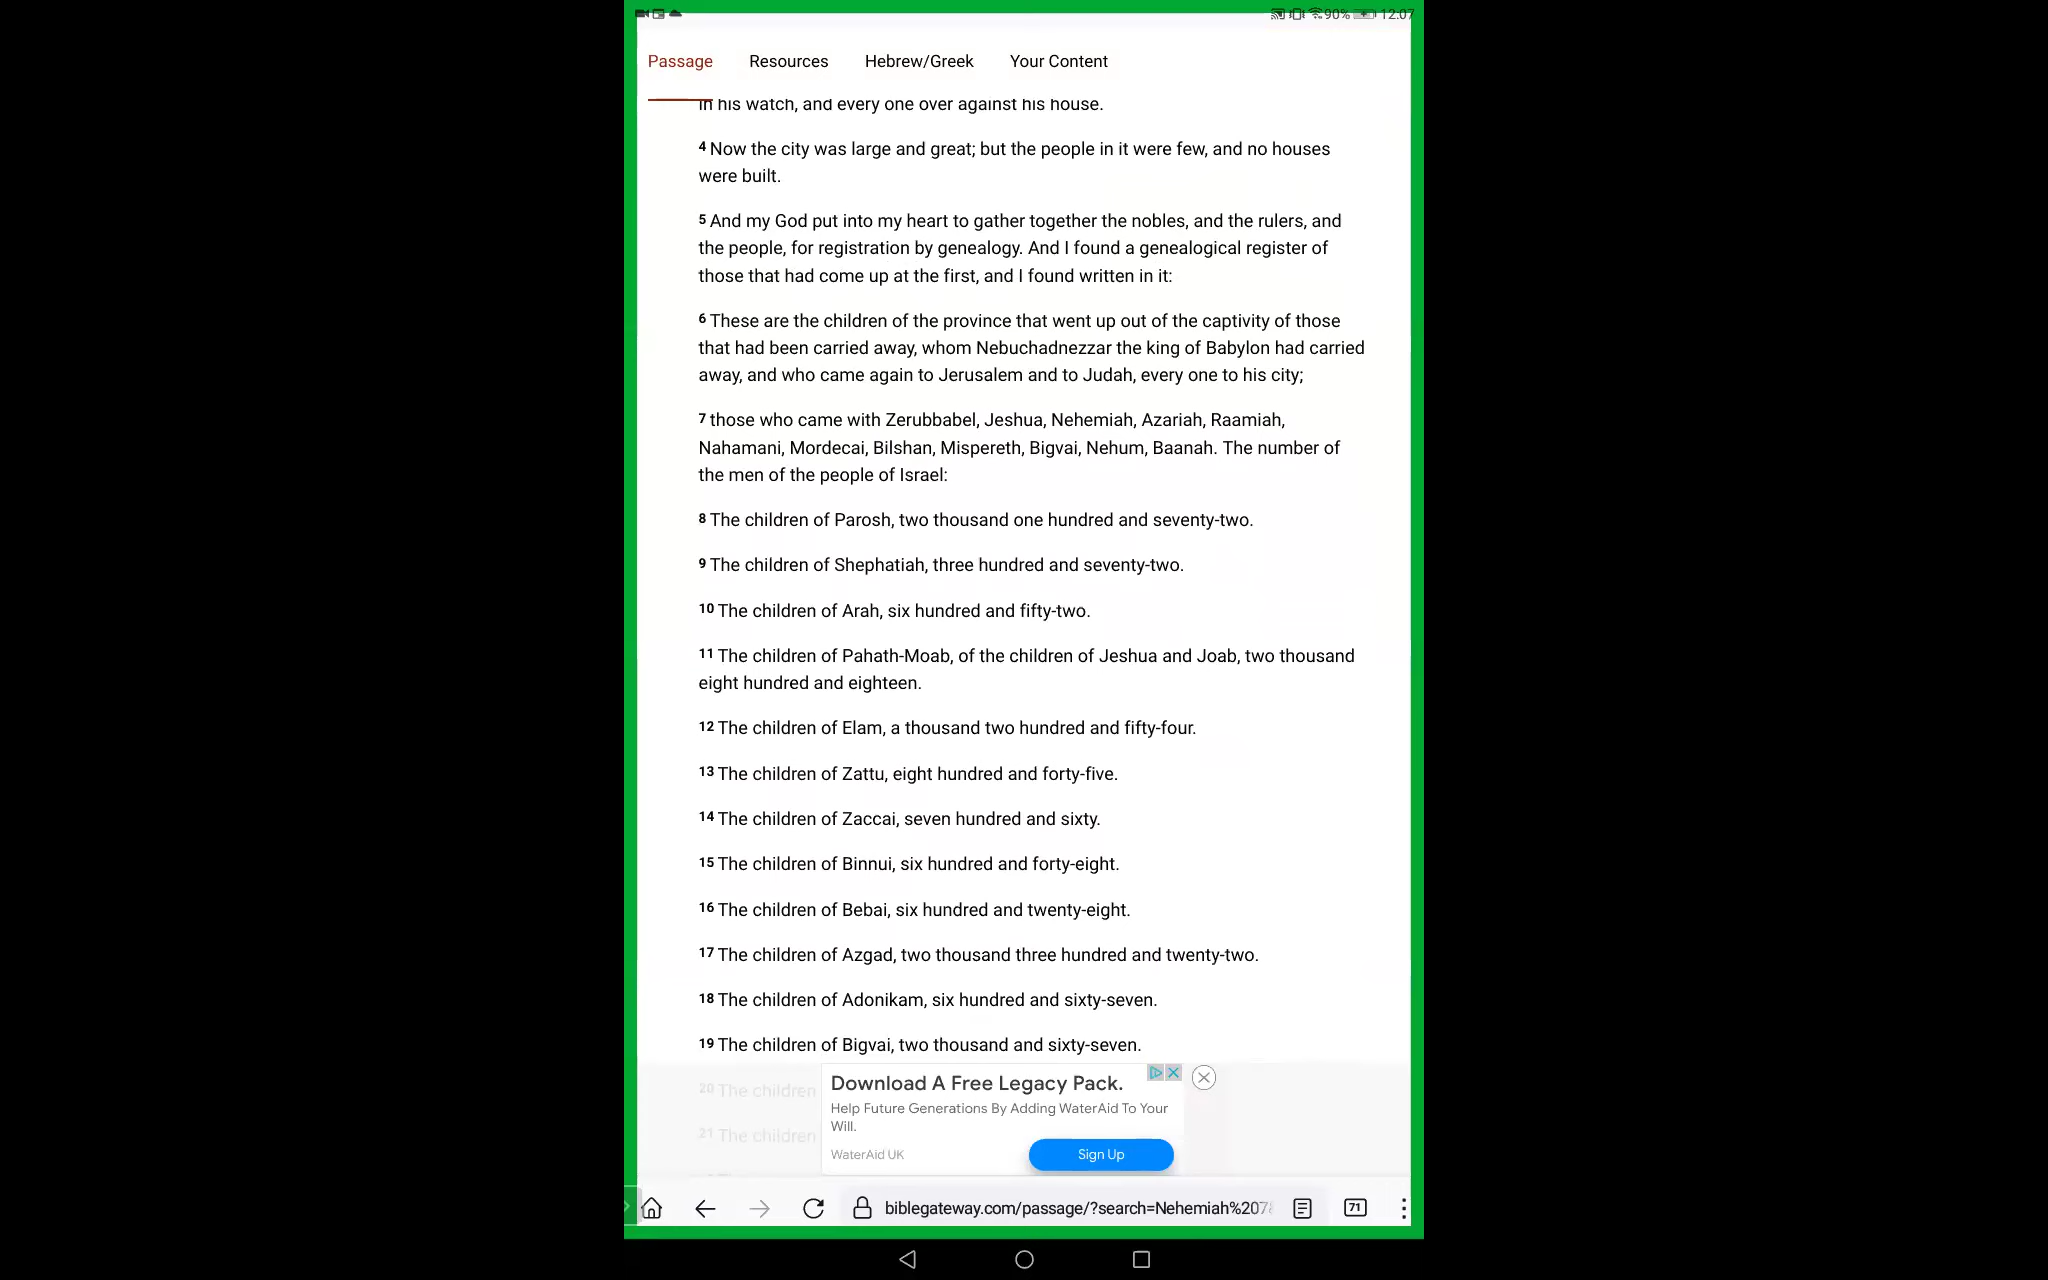 90% 12:07
Passage Resources Hebrew/Greek Your Content
in his watch, and every one over against his house.
4 Now the city was large and great; but the people in it were few, and no houses
were built.
5 And my God put into my heart to gather together the nobles, and the rulers, and
the people, for registration by genealogy. And I found a genealogical register of
those that had come up at the first, and I found written in it:
6 These are the children of the province that went up out of the captivity of those
that had been carried away, whom Nebuchadnezzar the king of Babylon had carried
away, and who came again to Jerusalem and to Judah, every one to his city;
7 those who came with Zerubbabel, Jeshua, Nehemiah, Azariah, Raamiah,
Nahamani, Mordecai, Bilshan, Mispereth, Bigvai, Nehum, Baanah. The number of
the men of the people of Israel:
8 The children of Parosh, two thousand one hundred and seventy-two.
9 The children of Shephatiah, three hundred and seventy-two.
10 The children of Arah, six hundred and fifty-two.
11 The children of Pahath-Moab, of the children of Jeshua and Joab, two thousand
eight hundred and eighteen.
12 The children of Elam, a thousand two hundred and fifty-four.
13 The children of Zattu, eight hundred and forty-five.
14 The children of Zaccai, seven hundred and sixty.
15 The children of Binnui, six hundred and forty-eight.
16 The children of Bebai, six hundred and twenty-eight.
17 The children of Azgad, two thousand three hundred and twenty-two.
18 The children of Adonikam, six hundred and sixty-seven.
19 The children of Bigvai, two thousand and sixty-seven.
20 The children
21 The children
Download A Free Legacy Pack.
Help Future Generations By Adding WaterAid To Your
Will.
WaterAid UK
Sign Up
biblegateway.com/passage/?search=Nehemiah%207 71